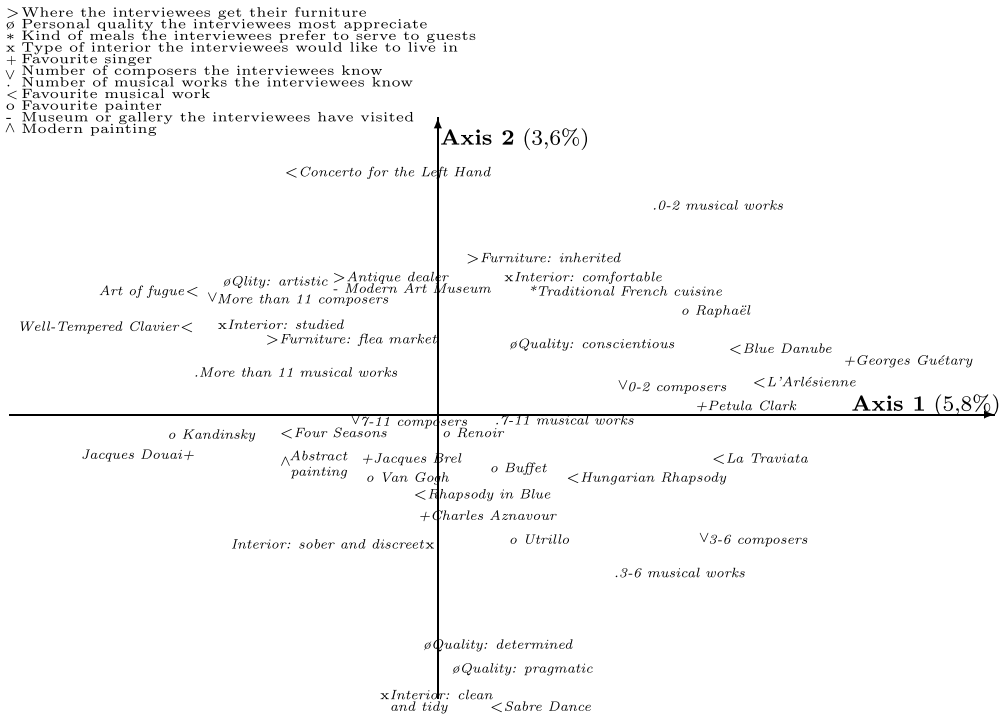 > Where the interviewees get their furniture
ø Personal quality the interviewees most appreciate
* Kind of meals the interviewees prefer to serve to guests
x Type of interior the interviewees would like to live in
+ Favourite singer
∨ Number of composers the interviewees know
. Number of musical works the interviewees know
< Favourite musical work
o Favourite painter
- Museum or gallery the interviewees have visited
∧ Modern painting
Axis 2 (3,6%)
<Concerto for the Left Hand
.0-2 musical works
>Furniture: inherited
øQlity: artistic
>Antique dealer
xInterior: comfortable
Art of fugue<
- Modern Art Museum
*Traditional French cuisine
∨More than 11 composers
o Raphaël
Well-Tempered Clavier<
xInterior: studied
>Furniture: flea market
øQuality: conscientious
<Blue Danube
+Georges Guétary
.More than 11 musical works
∨0-2 composers
<L'Arlésienne
+Petula Clark
Axis 1 (5,8%)
∨7-11 composers
.7-11 musical works
o Kandinsky
<Four Seasons
o Renoir
Jacques Douai+
∧Abstract
painting
+Jacques Brel
<La Traviata
o Buffet
o Van Gogh
<Hungarian Rhapsody
<Rhapsody in Blue
+Charles Aznavour
Interior: sober and discreetx
o Utrillo
∨3-6 composers
.3-6 musical works
øQuality: determined
øQuality: pragmatic
xInterior: clean
and tidy
<Sabre Dance